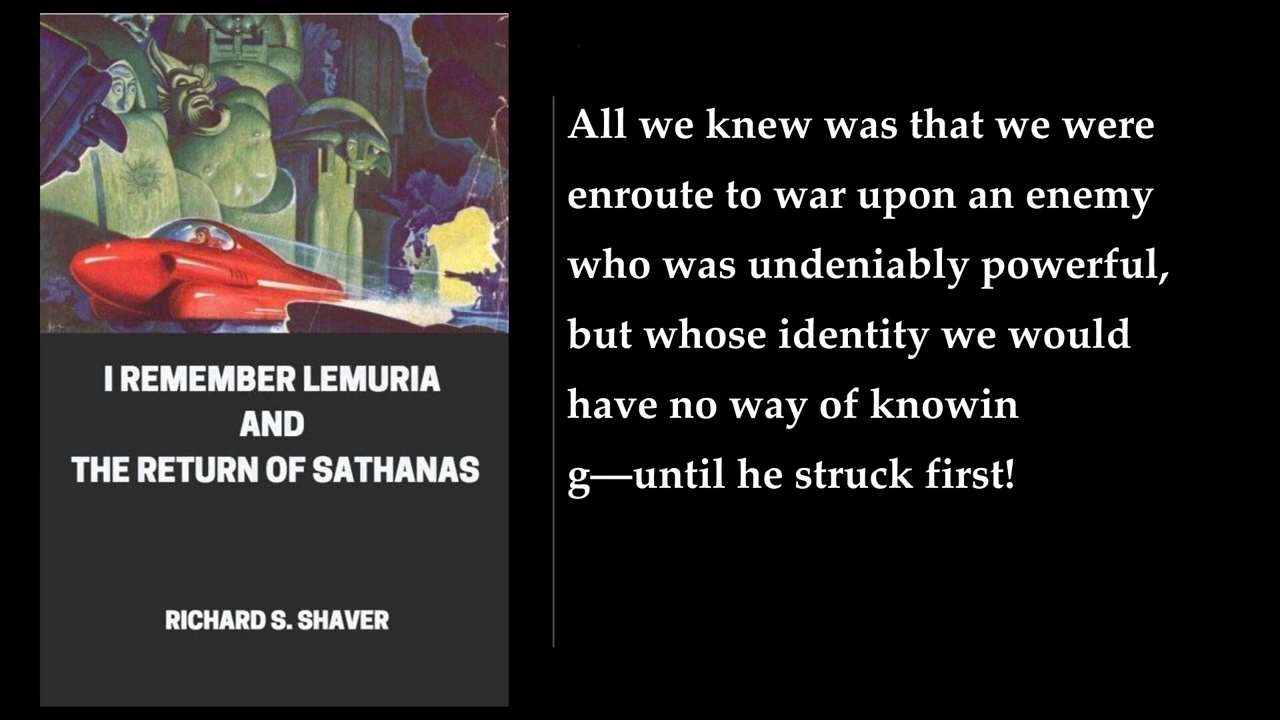 I REMEMBER LEMURIA
AND
THE RETURN OF SATHANAS
RICHARD S. SHAVER
All we knew was that we were
enroute to war upon an enemy
who was undeniably powerful,
but whose identity we would
have no way of knowin
g—until he struck first!